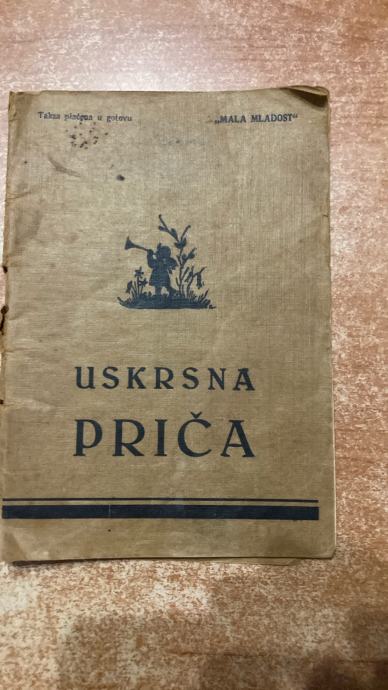 Taksa plaćena u gotovu
„MALA MLADOST“
USKRSNA
PRIČA